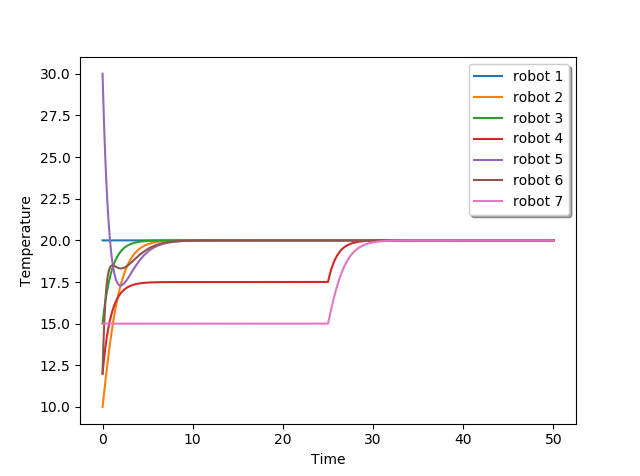 30.0
27.5
25.0
22.5
20.0
17.5
15.0
12.5
10.0
Temperature
0 10 20 30 40 50
Time
robot 1
robot 2
robot 3
robot 4
robot 5
robot 6
robot 7